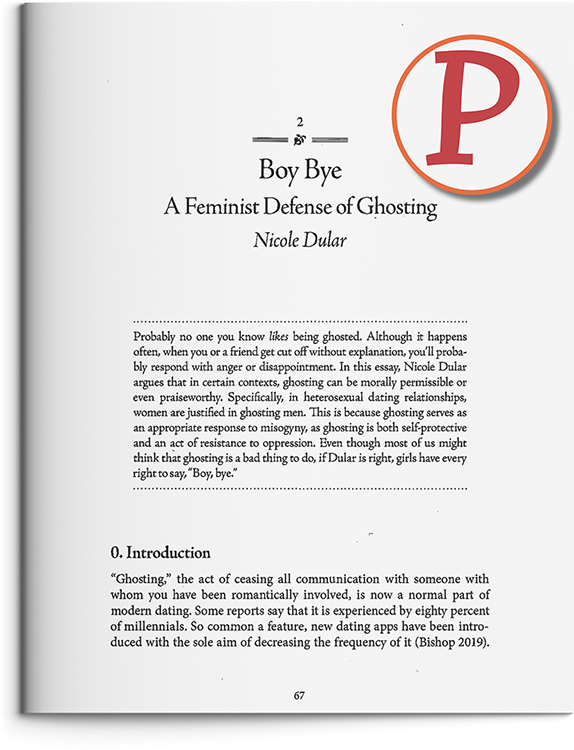 P
2
Boy Bye
A Feminist Defense of Ghosting
Nicole Dular
Probably no one you know likes being ghosted. Although it happens
often, when you or a friend get cut off without explanation, you'll proba-
bly respond with anger or disappointment. In this essay, Nicole Dular
argues that in certain contexts, ghosting can be morally permissible or
even praiseworthy. Specifically, in heterosexual dating relationships,
women are justified in ghosting men. This is because ghosting serves as
an appropriate response to misogyny, as ghosting is both self-protective
and an act of resistance to oppression. Even though most of us might
think that ghosting is a bad thing to do, if Dular is right, girls have every
right to say, “Boy, bye.”
0. Introduction
“Ghosting,” the act of ceasing all communication with someone with
whom you have been romantically involved, is now a normal part of
modern dating. Some reports say that it is experienced by eighty percent
of millennials. So common a feature, new dating apps have been intro-
duced with the sole aim of decreasing the frequency of it (Bishop 2019).
67